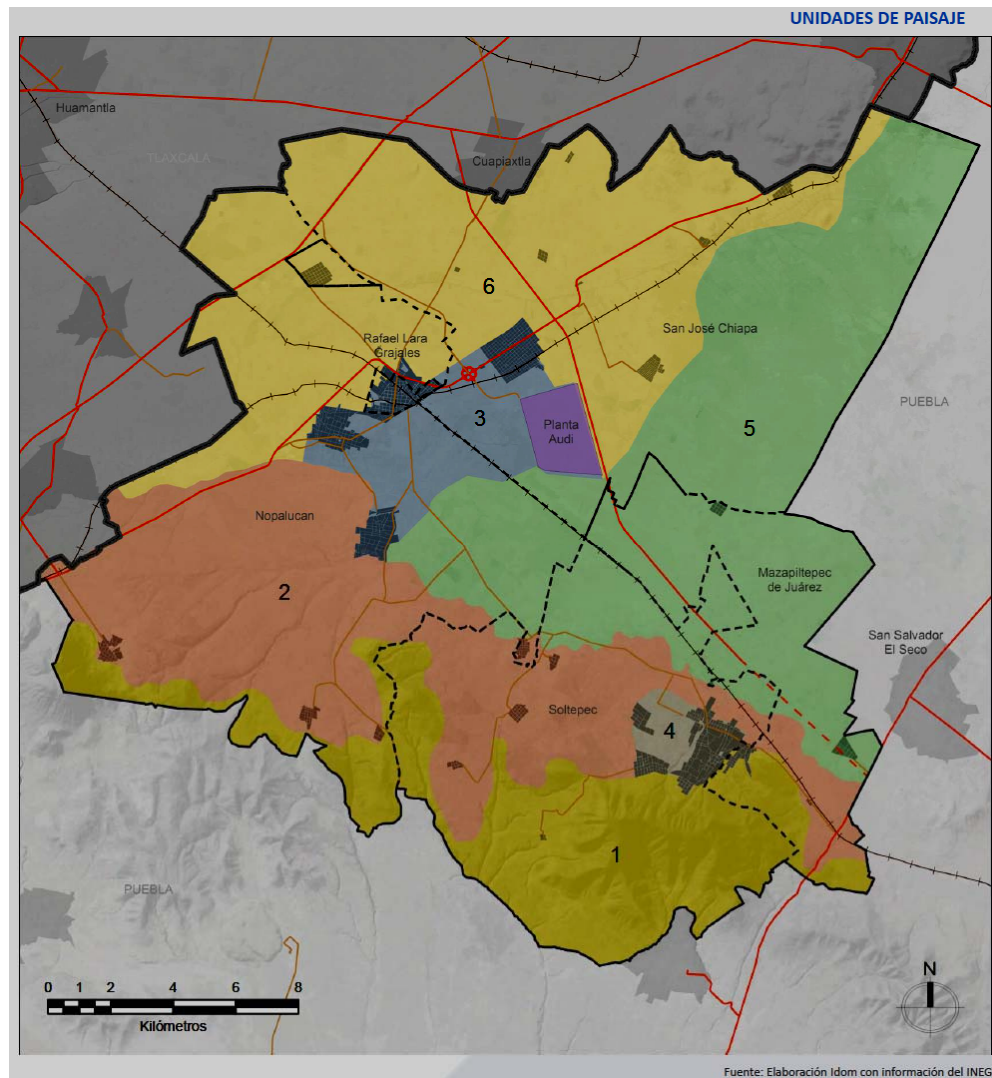 UNIDADES DE PAISAJE
Huamantla
TLAXCALA
Cuapiaxtla
6
Rafael Lara
Grajales
San José Chiapa
PUEBLA
3
Planta
Audi
5
Nopalucan
2
Mazapiltepec
de Juárez
San Salvador
El Seco
Soltepec
4
1
PUEBLA
N
0 1 2 4 6 8
Kilómetros
Fuente: Elaboración Idom con información del INEG